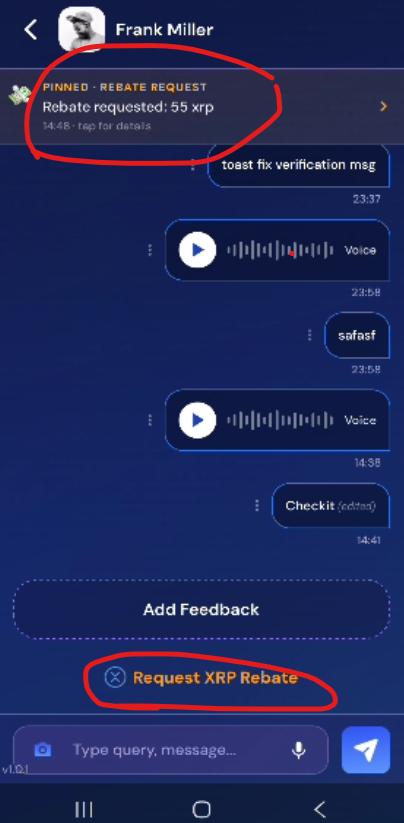 Frank Miller
PINNED · REBATE REQUEST
Rebate requested: 55 xrp
14:48 · tap for details
toast fix verification msg
23:37
Voice
23:58
safasf
23:58
Voice
14:38
Checkit (edited)
14:41
Add Feedback
Request XRP Rebate
Type query, message...
v1.0.1